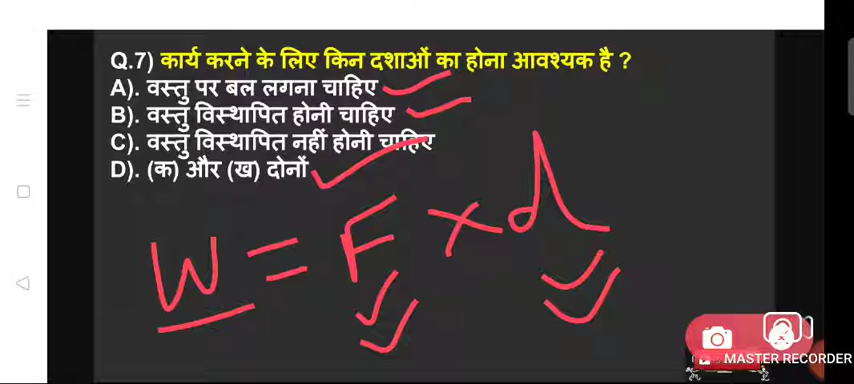 Q.7) कार्य करने के लिए किन दशाओं का होना आवश्यक है ?
A). वस्तु पर बल लगना चाहिए
B). वस्तु विस्थापित होनी चाहिए
C). वस्तु विस्थापित नहीं होनी चाहिए
D). (क) और (ख) दोनों
W = F × d
MASTER RECORDER